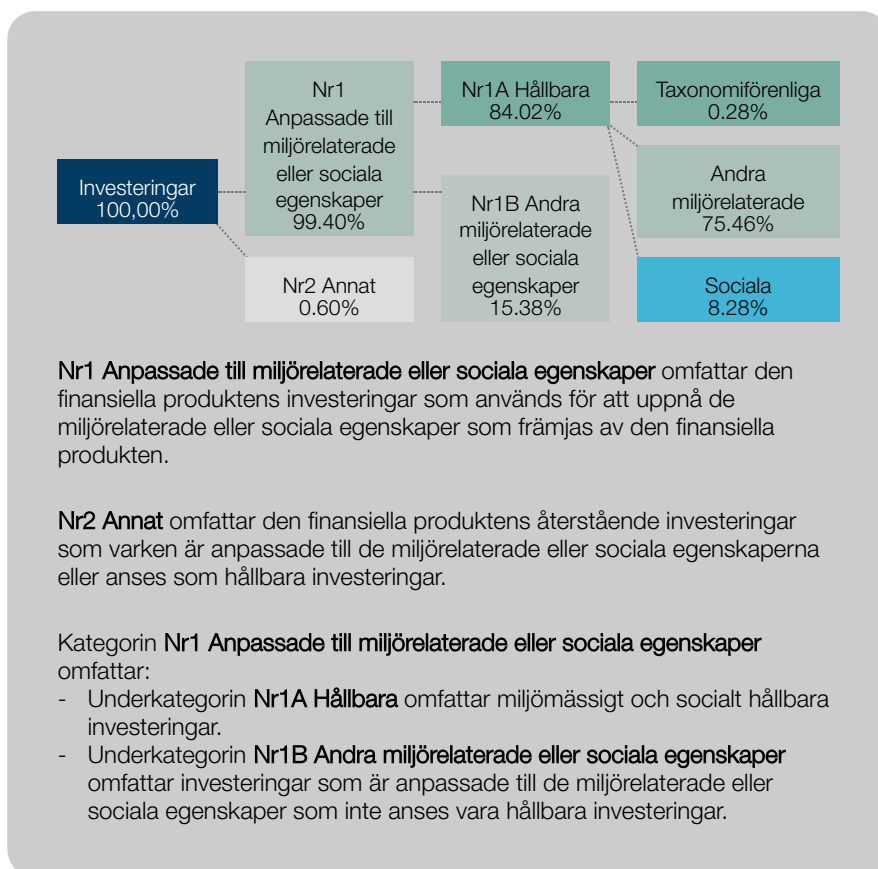 Investeringar
100,00%
Nr1
Anpassade till
miljörelaterade
eller sociala
egenskaper
99.40%
Nr2 Annat
0.60%
Nr1A Hållbara
84.02%
Nr1B Andra
miljörelaterade
eller sociala
egenskaper
15.38%
Taxonomiförenliga
0.28%
Andra
miljörelaterade
75.46%
Sociala
8.28%
Nr1 Anpassade till miljörelaterade eller sociala egenskaper omfattar den
finansiella produktens investeringar som används för att uppnå de
miljörelaterade eller sociala egenskaper som främjas av den finansiella
produkten.
Nr2 Annat omfattar den finansiella produktens återstående investeringar
som varken är anpassade till de miljörelaterade eller sociala egenskaperna
eller anses som hållbara investeringar.
Kategorin Nr1 Anpassade till miljörelaterade eller sociala egenskaper
omfattar:
- Underkategorin Nr1A Hållbara omfattar miljömässigt och socialt hållbara
investeringar.
- Underkategorin Nr1B Andra miljörelaterade eller sociala egenskaper
omfattar investeringar som är anpassade till de miljörelaterade eller
sociala egenskaper som inte anses vara hållbara investeringar.